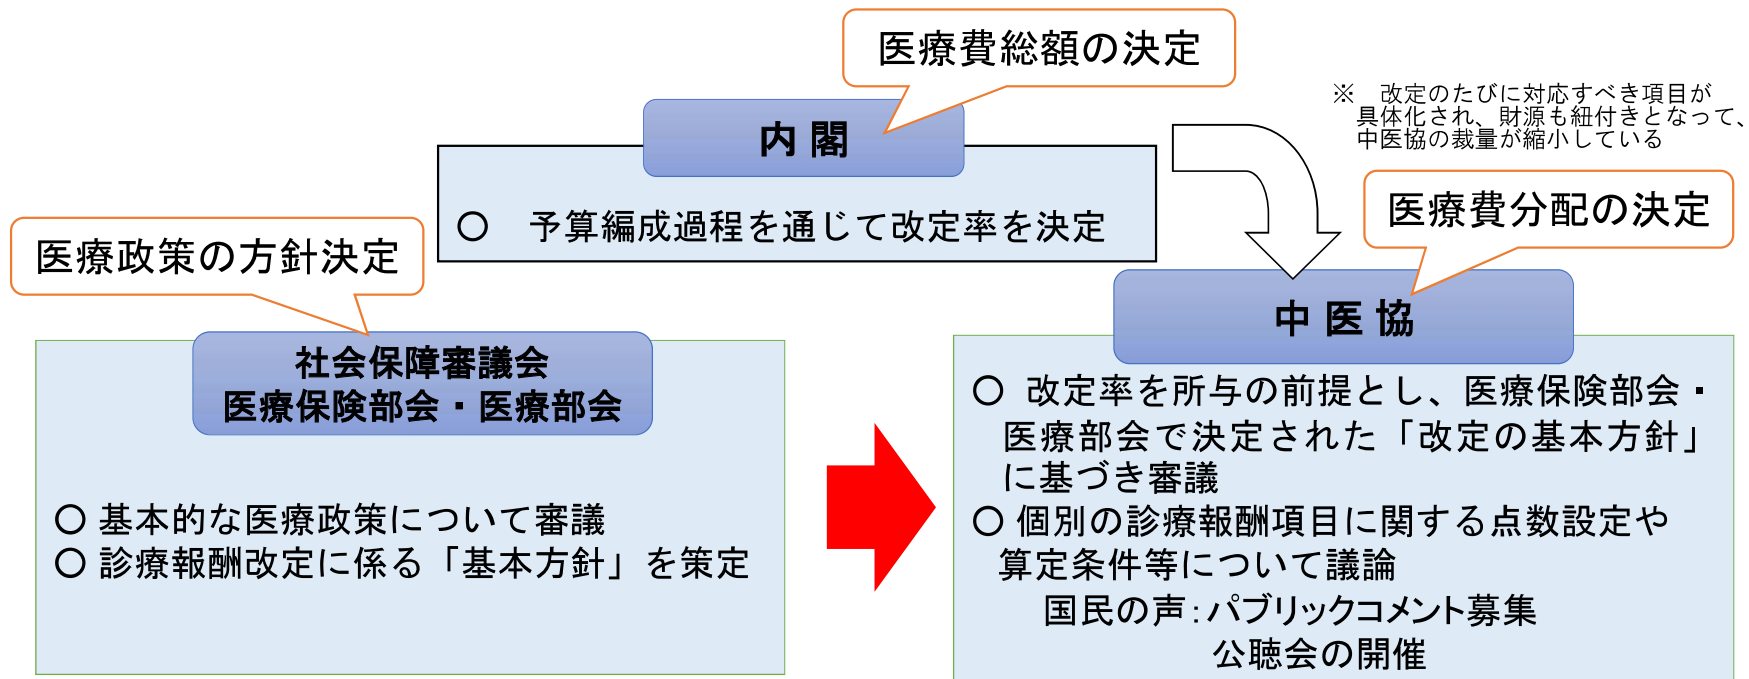 医療費総額の決定
内 閣
○　予算編成過程を通じて改定率を決定
※　改定のたびに対応すべき項目が
具体化され、財源も紐付きとなって、
中医協の裁量が縮小している
医療政策の方針決定
社会保障審議会
医療保険部会・医療部会
○ 基本的な医療政策について審議
○ 診療報酬改定に係る「基本方針」を策定
医療費分配の決定
中 医 協
○ 改定率を所与の前提とし、医療保険部会・
医療部会で決定された「改定の基本方針」
に基づき審議
○ 個別の診療報酬項目に関する点数設定や
算定条件等について議論
国民の声：パブリックコメント募集
公聴会の開催